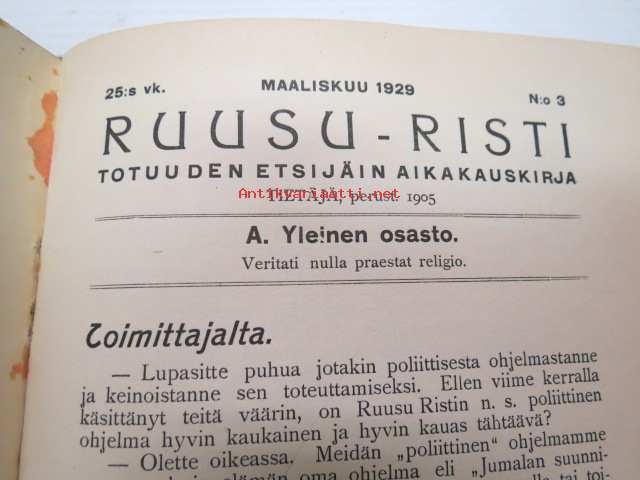 25:s vk. MAALISKUU 1929 N:o 3
RUUSU-RISTI
TOTUUDEN ETSIJÄIN AIKAKAUSKIRJA
Antikvariaatti.net
TIETÄJÄ, perust. 1905
A. Yleinen osasto.
Veritati nulla praestat religio.
Toimittajalta.
— Lupasitte puhua jotakin poliittisesta ohjelmastanne
ja keinoistanne sen toteuttamiseksi. Ellen viime kerralla
käsittänyt teitä väärin, on Ruusu Ristin n. s. poliittinen
ohjelma hyvin kaukainen ja hyvin kauas tähtäävä?
— Olette oikeassa. Meidän „poliittinen“ ohjelmamme
oma ohjelma eli „Jumalan suunni-